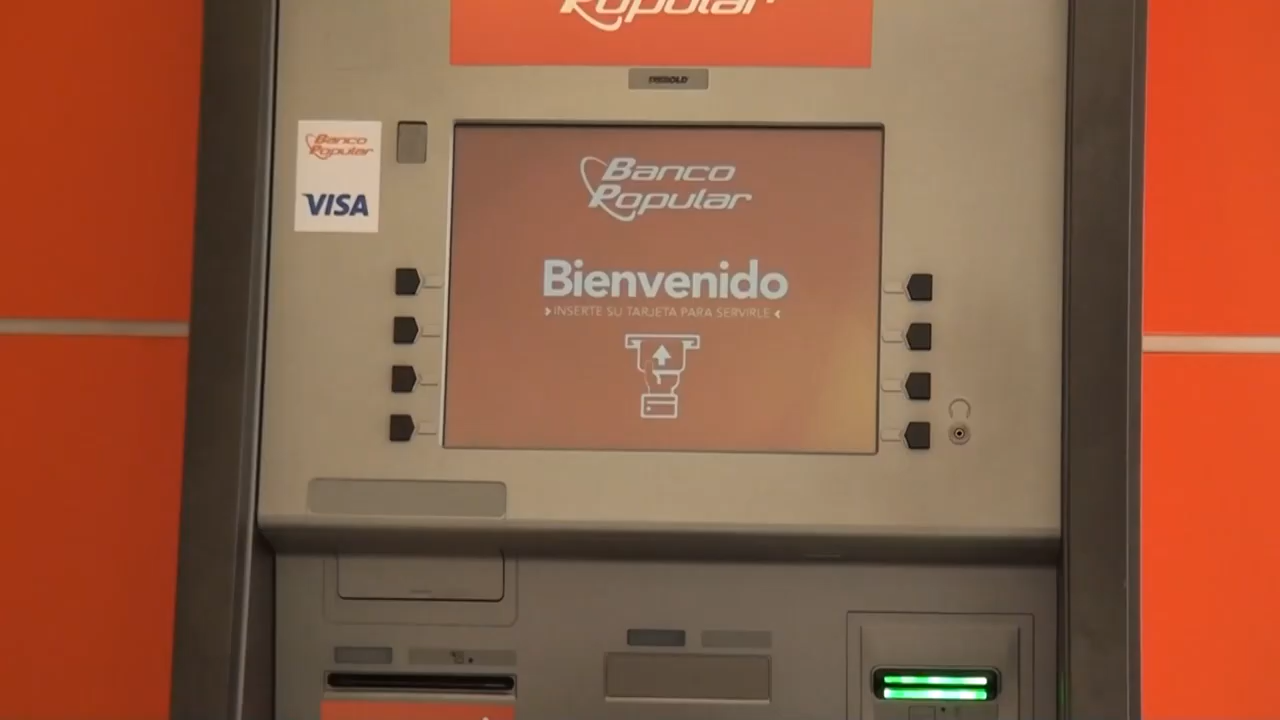 Popular
DIEBOLD
Banco
Popular
VISA
Banco
Popular
Bienvenido
INSERTE SU TARJETA PARA SERVIRLE